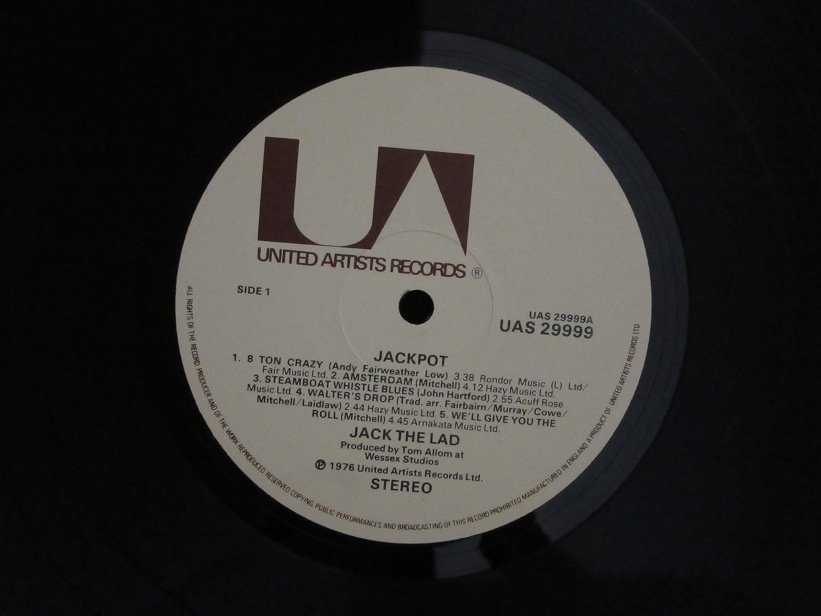 UA
UNITED ARTISTS RECORDS ®
SIDE 1
UAS 29999A
UAS 29999
JACKPOT
1. 8 TON CRAZY (Andy Fairweather Low) 3.38 Rondor Music (L) Ltd/
Fair Music Ltd. 2. AMSTERDAM (Mitchell) 4.12 Hazy Music Ltd.
3. STEAMBOAT WHISTLE BLUES (John Hartford) 2.55 Acuff Rose
Music Ltd. 4. WALTER'S DROP (Trad. arr. Fairbairn/Murray/Cowe/
Mitchell/Laidlaw) 2.44 Hazy Music Ltd. 5. WE'LL GIVE YOU THE
ROLL (Mitchell) 4.45 Arnakata Music Ltd.
JACK THE LAD
Produced by Tom Allom at
Wessex Studios
℗ 1976 United Artists Records Ltd.
STEREO
ALL RIGHTS OF THE RECORD PRODUCER AND OF THE WORK REPRODUCED RESERVED COPYING PUBLIC PERFORMANCES AND BROADCASTING OF THIS RECORD PROHIBITED MANUFACTURED IN ENGLAND A PRODUCT OF UNITED ARTISTS RECORDS LTD